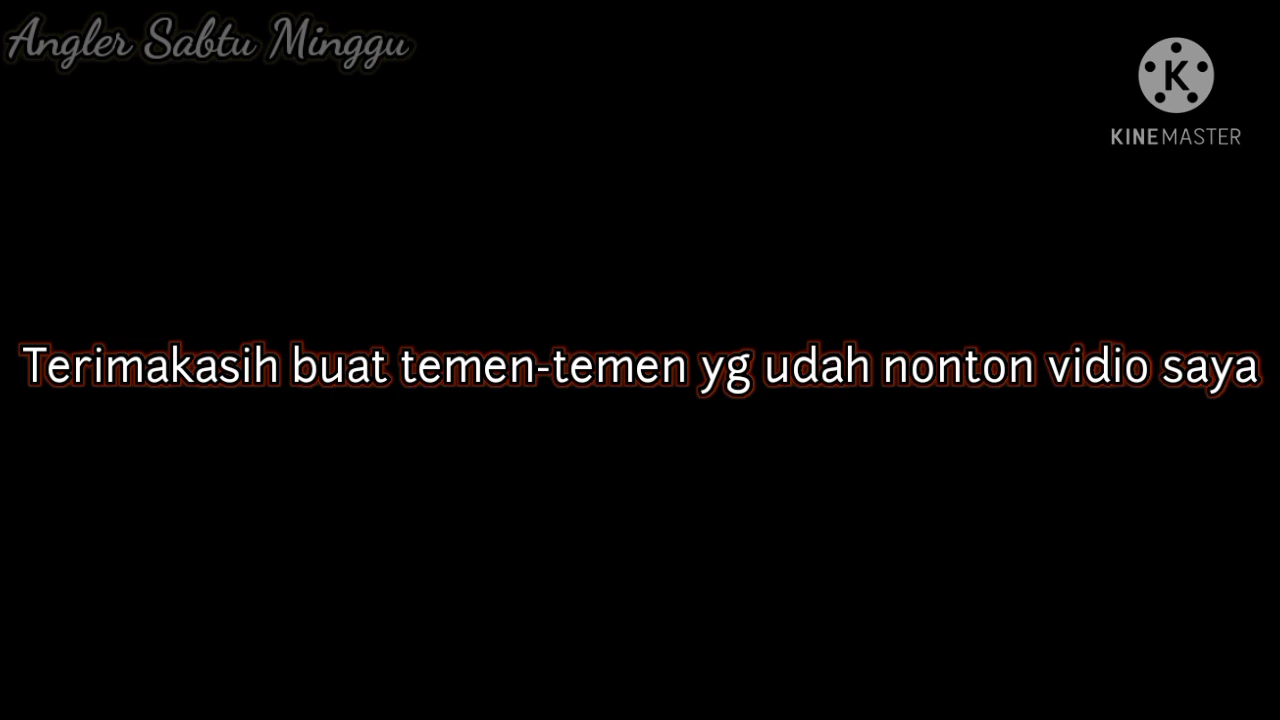 Angler Sabtu Minggu
K
KINEMASTER
Terimakasih buat temen-temen yg udah nonton vidio saya